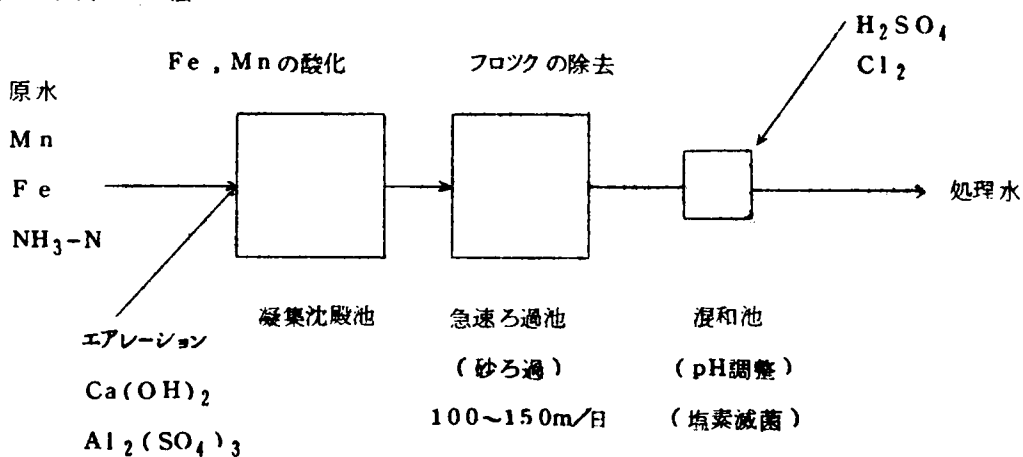 H₂SO₄
Cl₂
Fe，Mnの酸化
フロツクの除去
原水
Mn
Fe
NH₃-N
処理水
エアレーション
Ca(OH)₂
Al₂(SO₄)₃
凝集沈殿池
急速ろ過池
(砂ろ過)
100～150m/日
混和池
(pH調整)
(塩素滅菌)